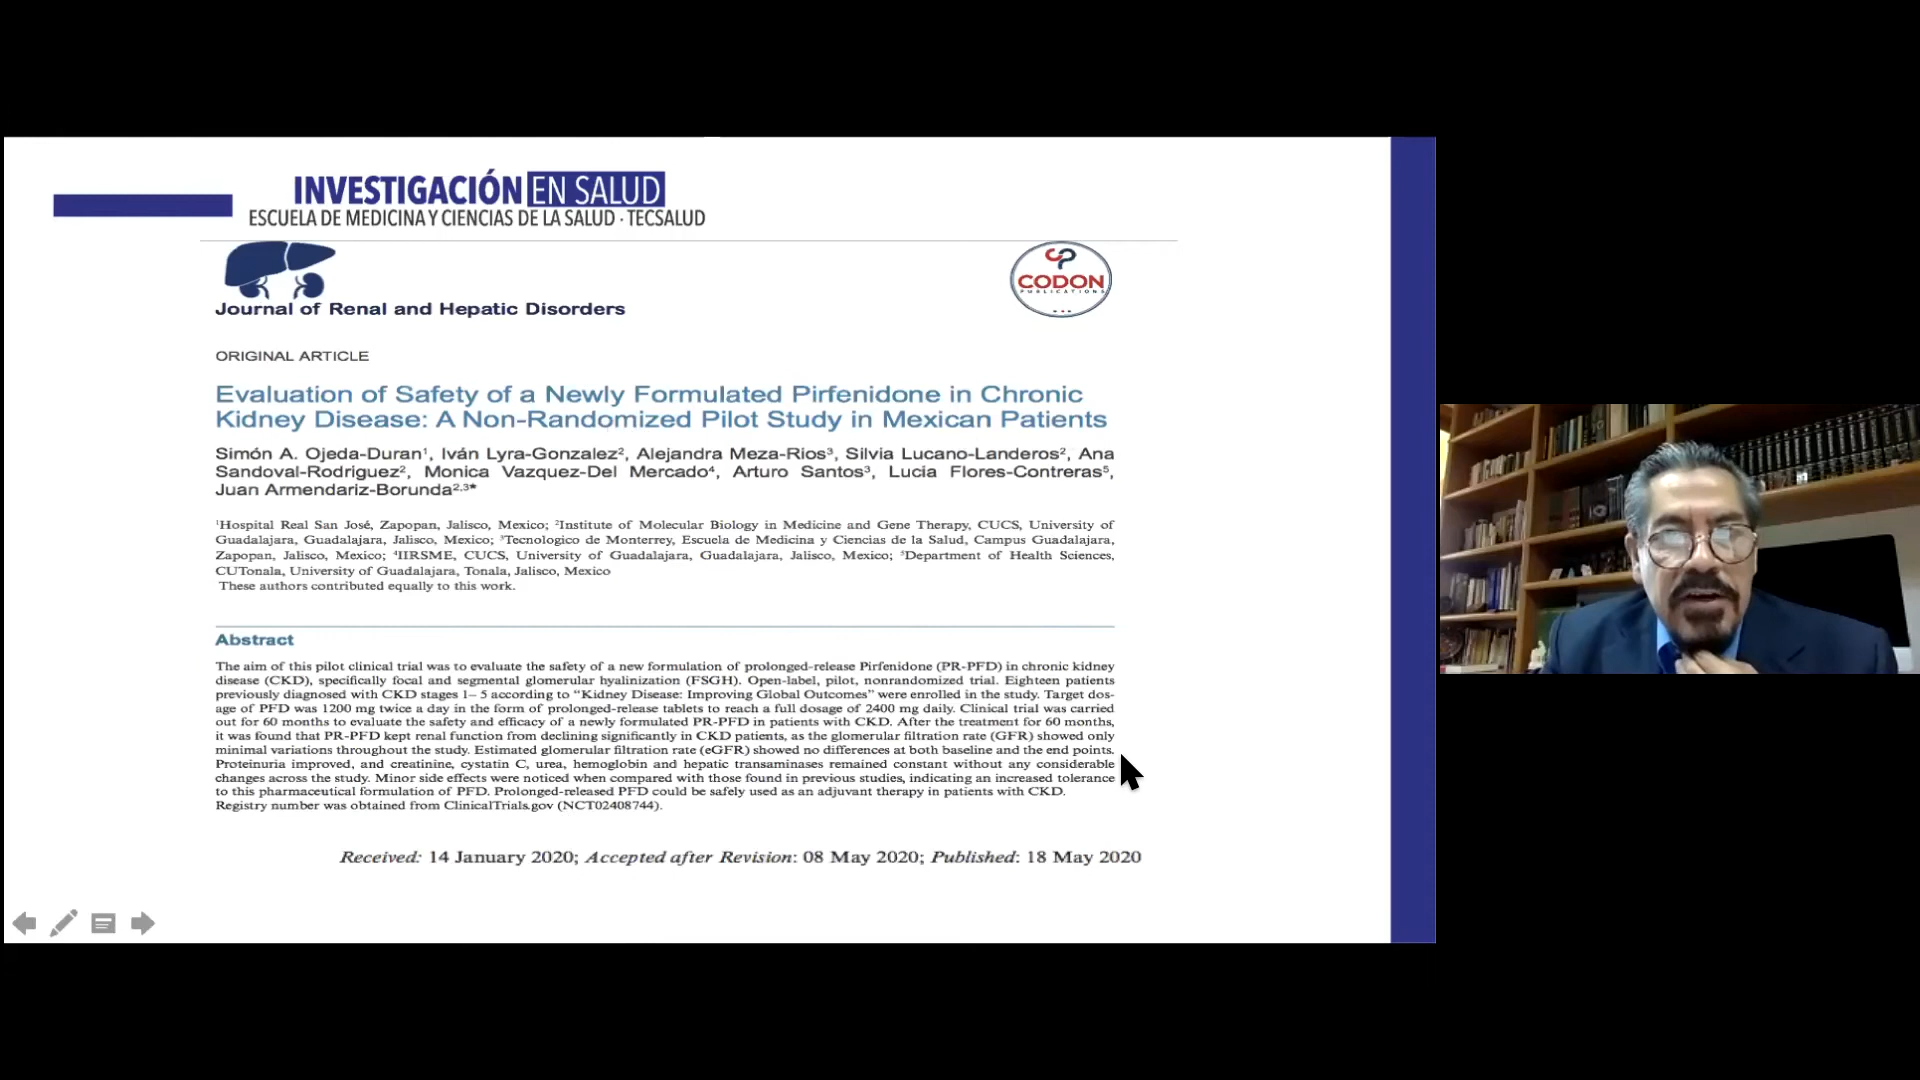 INVESTIGACIÓN EN SALUD
ESCUELA DE MEDICINA Y CIENCIAS DE LA SALUD · TECSALUD
Journal of Renal and Hepatic Disorders
CODON
PUBLICATIONS
ORIGINAL ARTICLE
Evaluation of Safety of a Newly Formulated Pirfenidone in Chronic
Kidney Disease: A Non-Randomized Pilot Study in Mexican Patients
Simón A. Ojeda-Duran¹, Iván Lyra-Gonzalez², Alejandra Meza-Rios³, Silvia Lucano-Landeros², Ana
Sandoval-Rodriguez², Monica Vazquez-Del Mercado⁴, Arturo Santos³, Lucia Flores-Contreras⁵,
Juan Armendariz-Borunda²,³*
¹Hospital Real San José, Zapopan, Jalisco, Mexico; ²Institute of Molecular Biology in Medicine and Gene Therapy, CUCS, University of
Guadalajara, Guadalajara, Jalisco, Mexico; ³Tecnologico de Monterrey, Escuela de Medicina y Ciencias de la Salud, Campus Guadalajara,
Zapopan, Jalisco, Mexico; ⁴IIRSME, CUCS, University of Guadalajara, Guadalajara, Jalisco, Mexico; ⁵Department of Health Sciences,
CUTonala, University of Guadalajara, Tonala, Jalisco, Mexico
These authors contributed equally to this work.
Abstract
The aim of this pilot clinical trial was to evaluate the safety of a new formulation of prolonged-release Pirfenidone (PR-PFD) in chronic kidney
disease (CKD), specifically focal and segmental glomerular hyalinization (FSGH). Open-label, pilot, nonrandomized trial. Eighteen patients
previously diagnosed with CKD stages 1–5 according to “Kidney Disease: Improving Global Outcomes” were enrolled in the study. Target dos-
age of PFD was 1200 mg twice a day in the form of prolonged-release tablets to reach a full dosage of 2400 mg daily. Clinical trial was carried
out for 60 months to evaluate the safety and efficacy of a newly formulated PR-PFD in patients with CKD. After the treatment for 60 months,
it was found that PR-PFD kept renal function from declining significantly in CKD patients, as the glomerular filtration rate (GFR) showed only
minimal variations throughout the study. Estimated glomerular filtration rate (eGFR) showed no differences at both baseline and the end points.
Proteinuria improved, and creatinine, cystatin C, urea, hemoglobin and hepatic transaminases remained constant without any considerable
changes across the study. Minor side effects were noticed when compared with those found in previous studies, indicating an increased tolerance
to this pharmaceutical formulation of PFD. Prolonged-released PFD could be safely used as an adjuvant therapy in patients with CKD.
Registry number was obtained from ClinicalTrials.gov (NCT02408744).
Received: 14 January 2020; Accepted after Revision: 08 May 2020; Published: 18 May 2020